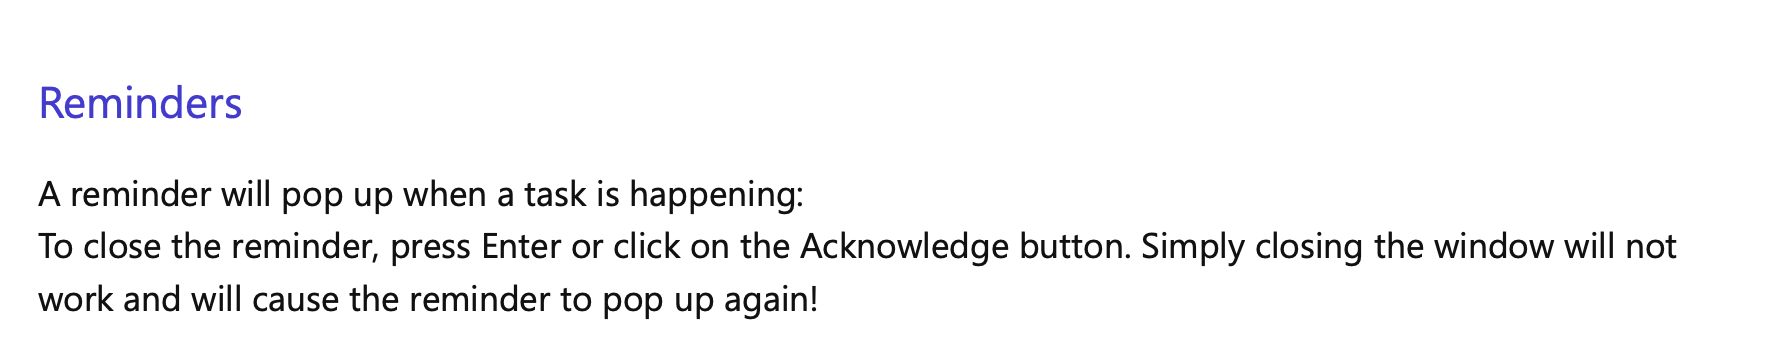 Reminders
A reminder will pop up when a task is happening:
To close the reminder, press Enter or click on the Acknowledge button. Simply closing the window will not
work and will cause the reminder to pop up again!